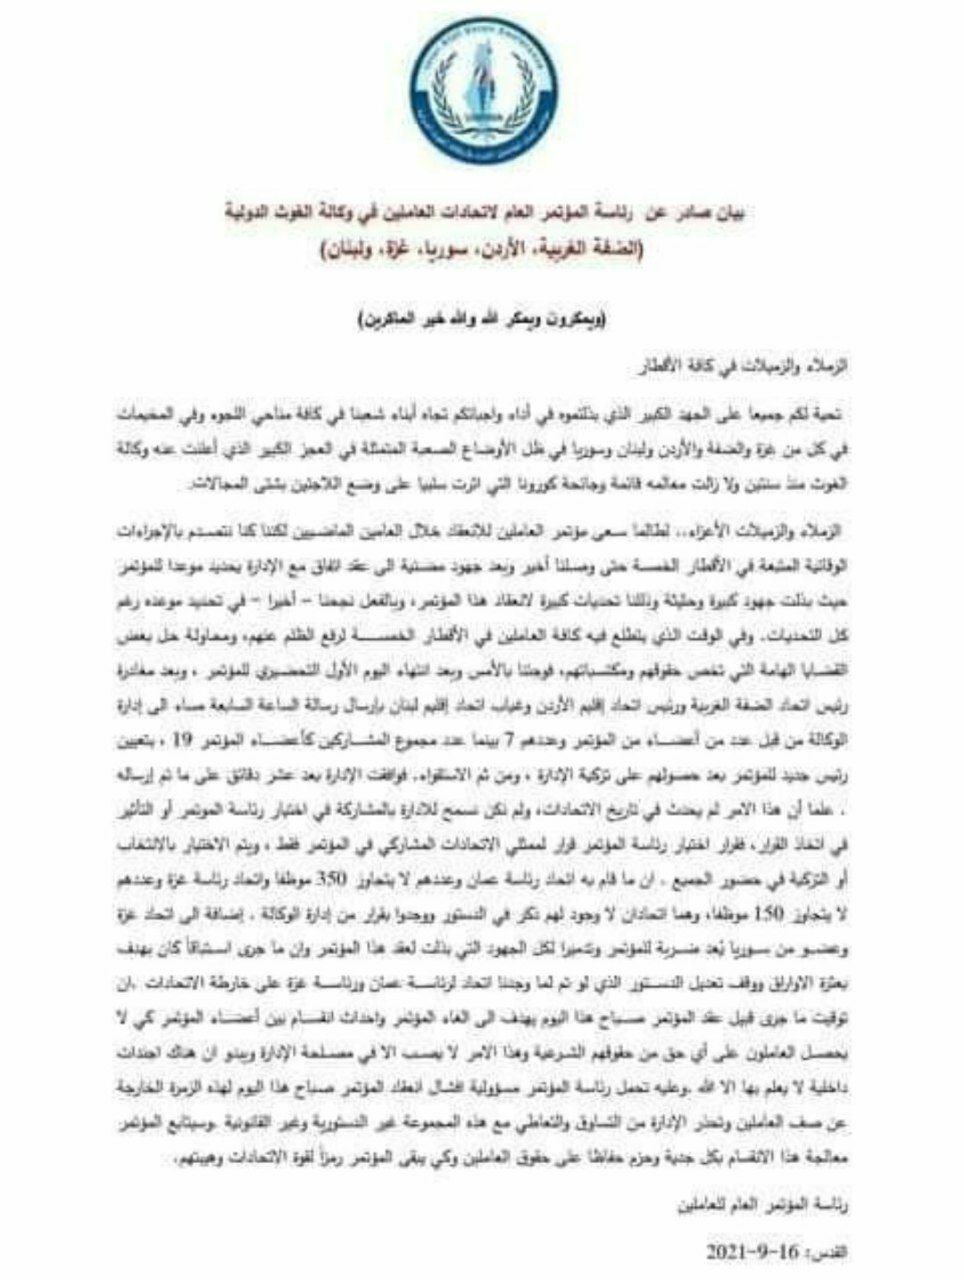 بيان صادر عن رئاسة المؤتمر العام لاتحادات العاملين في وكالة الغوث الدولية
(الضفة الغربية، الأردن، سوريا، غزة، ولبنان)
(ويمكرون ويمكر الله والله خير الماكرين)
الزملاء والزميلات في كافة الأقطار
تحية لكم جميعا على الجهد الكبير الذي بذلتموه في أداء واجباتكم تجاه أبناء شعبنا في كافة مناحي اللجوء وفي المخيمات
في كل من غزة والضفة والأردن ولبنان وسوريا في ظل الأوضاع الصعبة المتمثلة في العجز الكبير الذي أعلنت عنه وكالة
الغوث منذ سنتين ولا زالت معالمه قائمة وجائحة كورونا التي اثرت سلبيا على وضع اللاجئين بشتى المجالات.
الزملاء والزميلات الأعزاء.. لطالما سعى مؤتمر العاملين للانعقاد خلال العامين الماضيين لكننا كنا نتصدم بالإجراءات
الوقائية المتبعة في الأقطار الخمسة حتى وصلنا أخير وبعد جهود مضنية الى عقد اتفاق مع الإدارة بحديد موعدا للمؤتمر
حيث بذلت جهود كبيرة وحثيثة وذللنا تحديات كبيرة لانعقاد هذا المؤتمر، وبالفعل نجحنا – أخيرا – في تحديد موعده رغم
كل التحديات. وفي الوقت الذي يتطلع فيه كافة العاملين في الأقطار الخمسة لرفع الظلم عنهم، ومحاولة حل بعض
القضايا الهامة التي تخص حقوقهم ومكتسباتهم، فوجئنا بالأمس وبعد انتهاء اليوم الأول التحضيري للمؤتمر ، وبعد مغادرة
رئيس اتحاد الضفة الغربية ورئيس اتحاد إقليم الأردن وغياب اتحاد إقليم لبنان بإرسال رسالة الساعة السابعة مساء الى إدارة
الوكالة من قبل عدد من أعضاء من المؤتمر وعددهم 7 بينما عدد مجموع المشاركين كأعضاء المؤتمر 19 ، بتعيين
رئيس جديد للمؤتمر بعد حصولهم على تزكية الإدارة ، ومن ثم الاستقواء. فوافقت الإدارة بعد عشر دقائق على ما تم إرساله
. علما أن هذا الامر لم يحدث في تاريخ الاتحادات، ولم نكن نسمح للادارة بالمشاركة في اختيار رئاسة الموتمر أو التأثير
في اتخاذ القرار، فقرار اختيار رئاسة المؤتمر قرار لممثلي الاتحادات المشاركي في المؤتمر فقط ، ويتم الاختيار بالانتخاب
أو التزكية في حضور الجميع . ان ما قام به اتحاد رئاسة عمان وعددهم لا يتجاوز 350 موظفا واتحاد رئاسة غزة وعددهم
لا يتجاوز 150 موظفا، وهما اتحادان لا وجود لهم ذكر في الدستور ووجدوا بقرار من إدارة الوكالة . إضافة الى اتحاد غزة
وعضو من سوريا يُعد ضربة للمؤتمر وتدميرا لكل الجهود التي بذلت لعقد هذا المؤتمر وان ما جرى استباقاً كان بهدف
بعثرة الاواراق ووقف تعديل الدستور الذي لو تم لما وجدنا اتحاد لرئاسة عمان ورئاسة غزة على خارطة الاتحادات .ان
توقيت ما جرى قبيل عقد المؤتمر صباح هذا اليوم يهدف الى الغاء المؤتمر واحداث انقسام بين أعضاء المؤتمر كي لا
يحصل العاملون على أي حق من حقوقهم الشرعية وهذا الامر لا يصب الا في مصلحة الإدارة ويبدو ان هناك اجندات
داخلية لا يعلم بها الا الله .وعليه تحمل رئاسة المؤتمر مسؤولية افشال انعقاد المؤتمر صباح هذا اليوم لهذه الزمرة الخارجة
عن صف العاملين وتحذر الإدارة من التساوق والتعاطي مع هذه المجموعة غير الدستورية وغير القانونية .وسيتابع المؤتمر
معالجة هذا الانقسام بكل جدية وحزم حفاظا على حقوق العاملين وكي يبقى المؤتمر رمزاً لقوة الاتحادات وهيبتهم.
رئاسة المؤتمر العام للعاملين
القدس: 16-9-2021